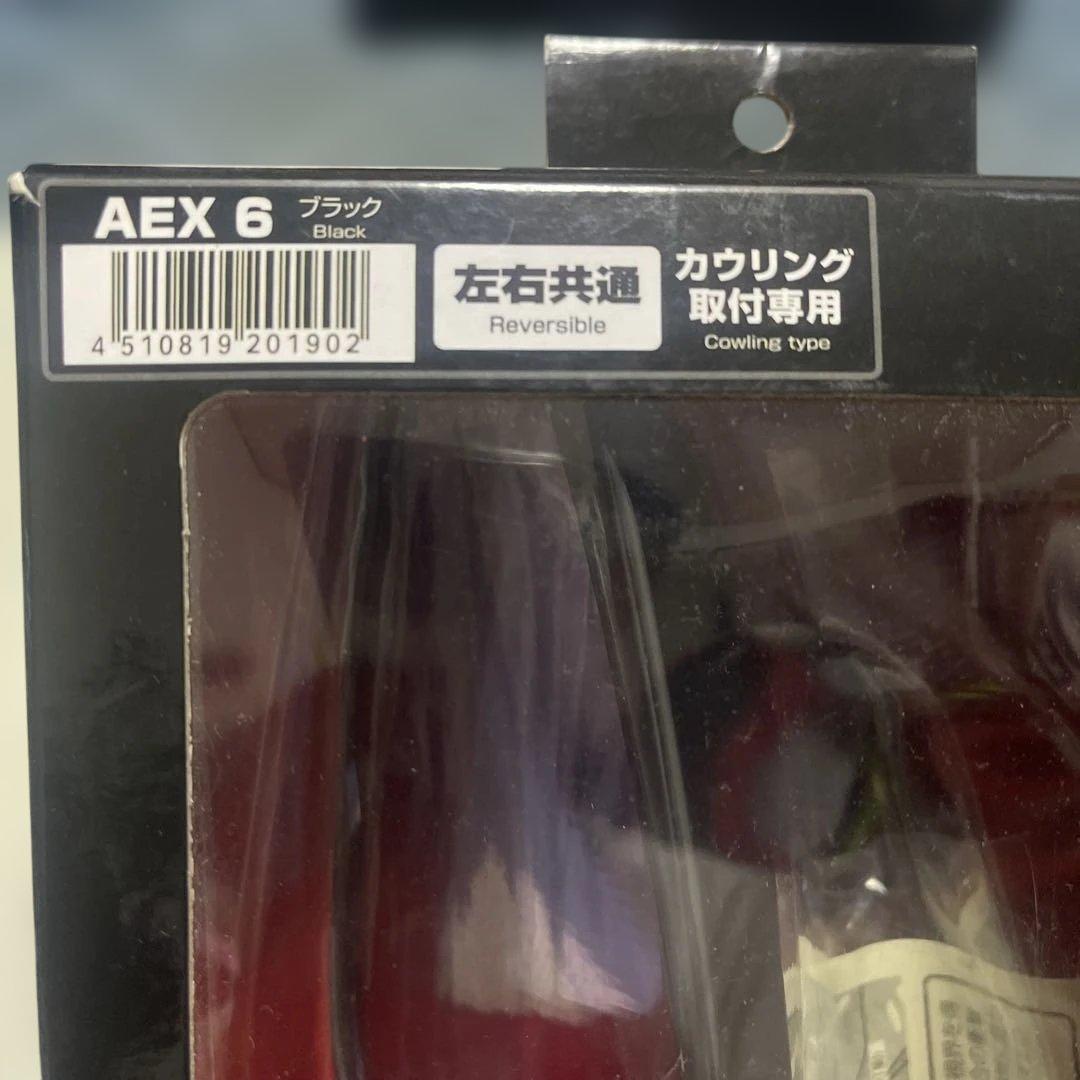 AEX 6
ブラック
Black
4 510819 201902
左右共通
Reversible
カウリング
取付専用
Cowling type